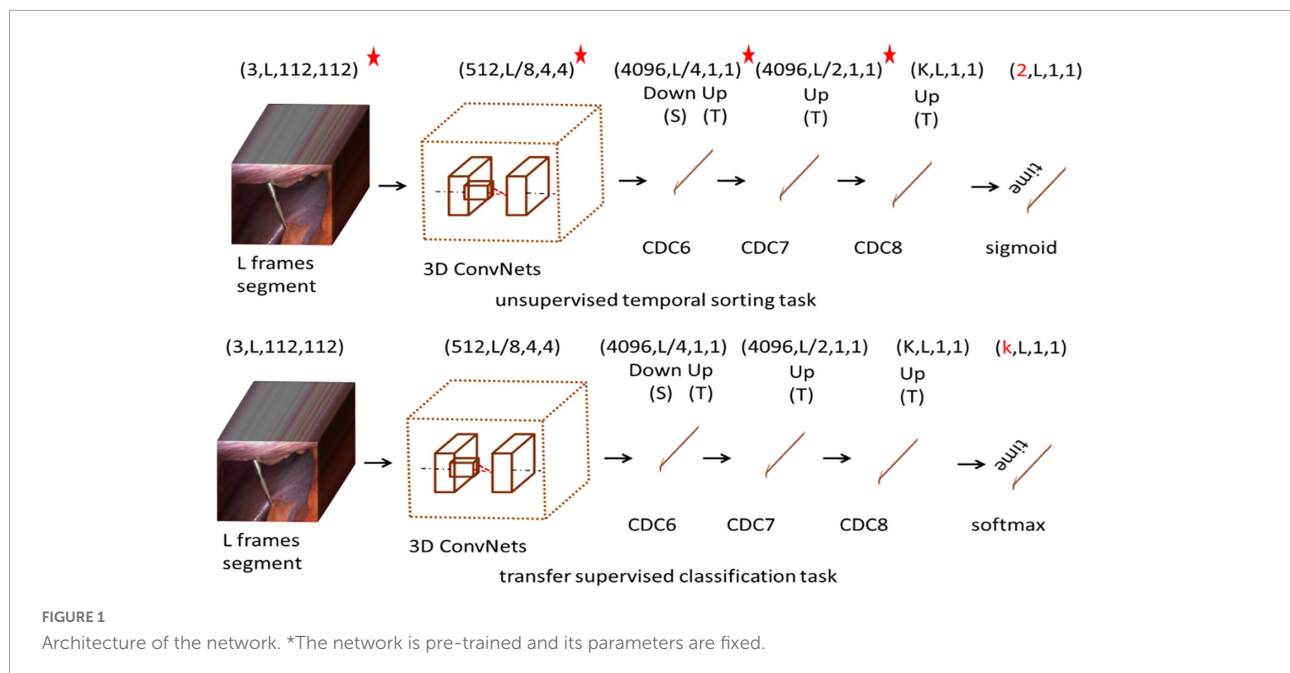 (3,L,112,112) (512,L/8,4,4) (4096,L/4,1,1) (4096,L/2,1,1) (K,L,1,1) (2,L,1,1)
Down Up Up Up
(S) (T) (T) (T)
time
CDC6 CDC7 CDC8 sigmoid
L frames
segment
3D ConvNets
unsupervised temporal sorting task
(3,L,112,112) (512,L/8,4,4) (4096,L/4,1,1) (4096,L/2,1,1) (K,L,1,1) (k,L,1,1)
Down Up Up Up
(S) (T) (T) (T)
time
CDC6 CDC7 CDC8 softmax
L frames
segment
3D ConvNets
transfer supervised classification task
FIGURE 1
Architecture of the network. *The network is pre-trained and its parameters are fixed.